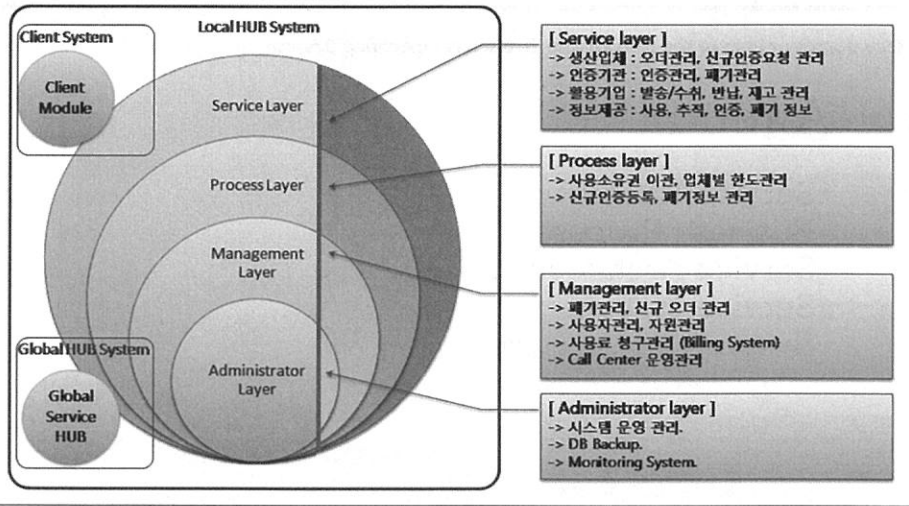 Local HUB System
Client System
Client
Module
Service Layer
Process Layer
Management
Layer
Administrator
Layer
Global HUB System
Global
Service
HUB
[ Service layer ]
-> 생산업체 : 오더관리, 신규인증요청 관리
-> 인증기관 : 인증관리, 폐기관리
-> 활용기업 : 발송/수취, 반납, 재고 관리
-> 정보제공 : 사용, 추적, 인증, 폐기 정보
[ Process layer ]
-> 사용소유권 이관, 업체별 한도관리
-> 신규인증등록, 폐기정보 관리
[ Management layer ]
-> 폐기관리, 신규 오더 관리
-> 사용자관리, 자원관리
-> 사용료 청구관리 (Billing System)
-> Call Center 운영관리
[ Administrator layer ]
-> 시스템 운영 관리.
-> DB Backup.
-> Monitoring System.